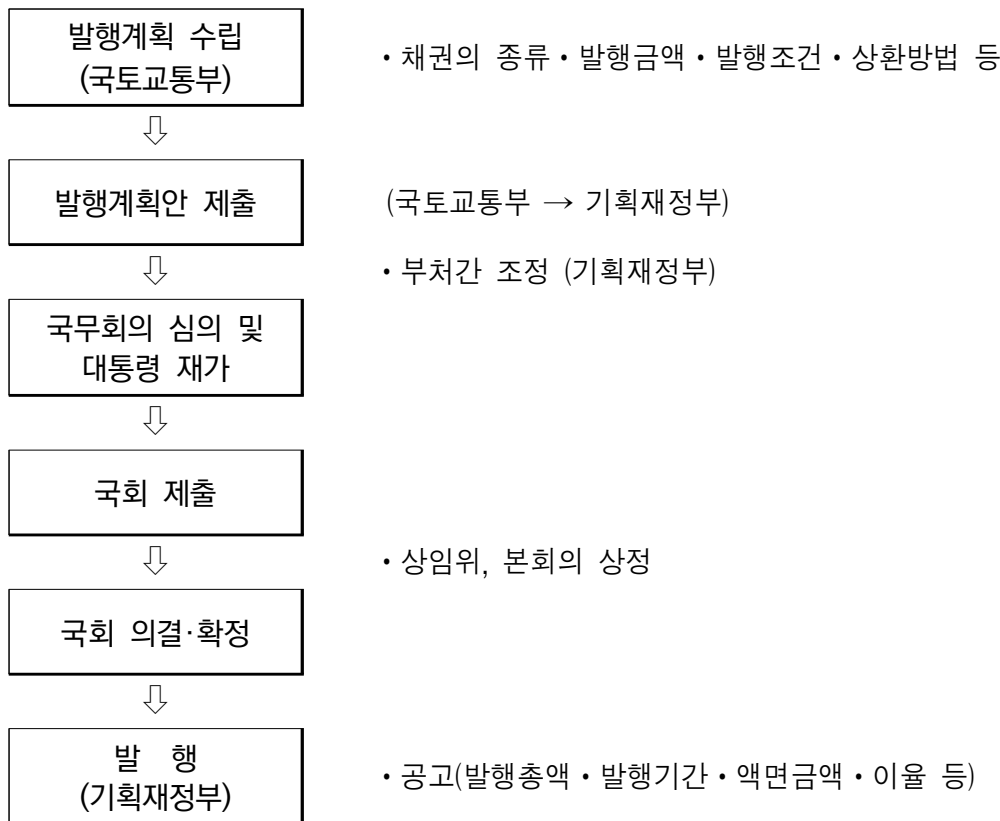 발행계획 수립
(국토교통부)
• 채권의 종류•발행금액•발행조건•상환방법 등
⇩
발행계획안 제출
(국토교통부 → 기획재정부)
⇩
• 부처간 조정 (기획재정부)
국무회의 심의 및
대통령 재가
⇩
국회 제출
⇩
• 상임위, 본회의 상정
국회 의결·확정
⇩
발 행
(기획재정부)
• 공고(발행총액•발행기간•액면금액•이율 등)